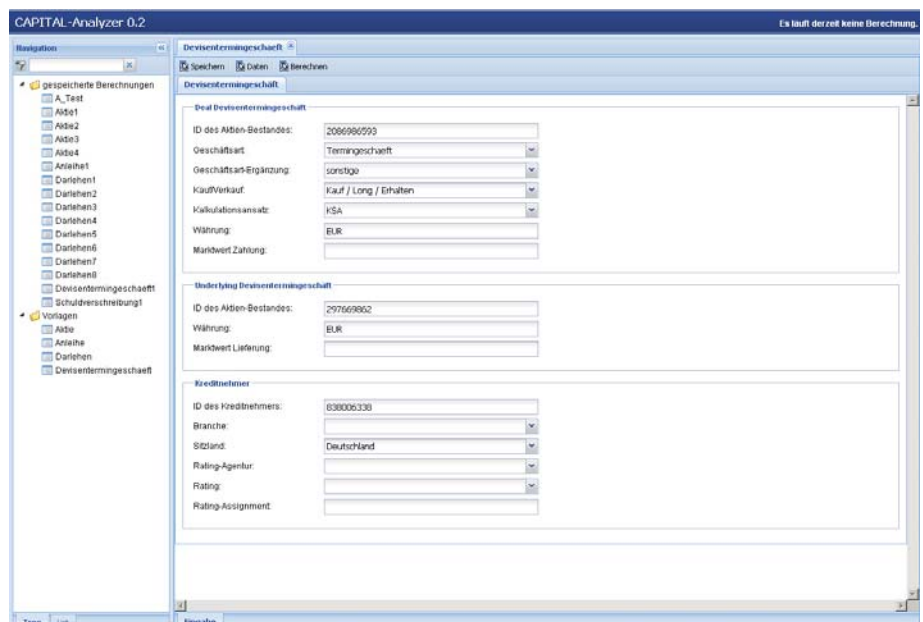 CAPITAL-Analyzer 0.2
Es läuft derzeit keine Berechnung.
Navigation
gespeicherte Berechnungen
A_Test
Aktie1
Aktie2
Aktie3
Aktie4
Anleihe1
Darlehen1
Darlehen2
Darlehen3
Darlehen4
Darlehen5
Darlehen6
Darlehen7
Darlehen8
Devisentermingeschaeft1
Schuldverschreibung1
Vorlagen
Aktie
Anleihe
Darlehen
Devisentermingeschaeft
Devisentermingeschaeft
Speichern Daten Berechnen
Devisentermingeschäft
Deal Devisentermingeschäft
ID des Aktien-Bestandes: 2086986593
Geschäftsart: Termingeschaeft
Geschäftsart-Ergänzung: sonstige
Kauf/Verkauf: Kauf / Long / Erhalten
Kalkulationsansatz: KSA
Währung: EUR
Marktwert Zahlung:
Underlying Devisentermingeschäft
ID des Aktien-Bestandes: 297669862
Währung: EUR
Marktwert Lieferung:
Kreditnehmer
ID des Kreditnehmers: 838006338
Branche:
Sitzland: Deutschland
Rating-Agentur:
Rating:
Rating-Assignment: